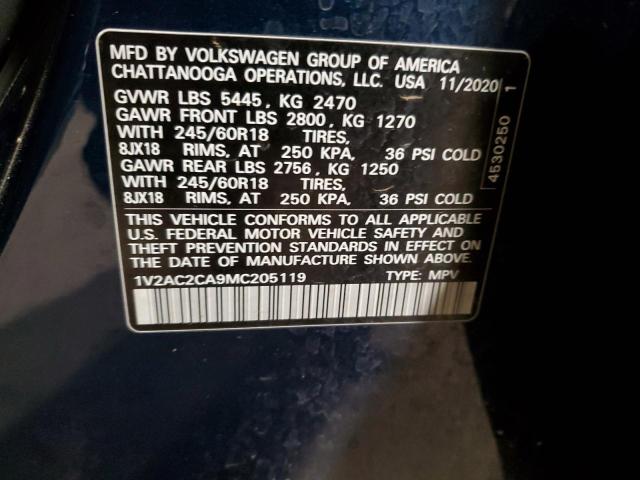 MFD BY VOLKSWAGEN GROUP OF AMERICA
CHATTANOOGA OPERATIONS, LLC. USA 11/2020
GVWR LBS 5445, KG 2470
GAWR FRONT LBS 2800, KG 1270
WITH 245/60R18 TIRES,
8JX18 RIMS, AT 250 KPA, 36 PSI COLD
GAWR REAR LBS 2756, KG 1250
WITH 245/60R18 TIRES,
8JX18 RIMS, AT 250 KPA, 36 PSI COLD
THIS VEHICLE CONFORMS TO ALL APPLICABLE
U.S. FEDERAL MOTOR VEHICLE SAFETY AND
THEFT PREVENTION STANDARDS IN EFFECT ON
THE DATE OF MANUFACTURE SHOWN ABOVE.
1V2AC2CA9MC205119 TYPE: MPV
4530250 1